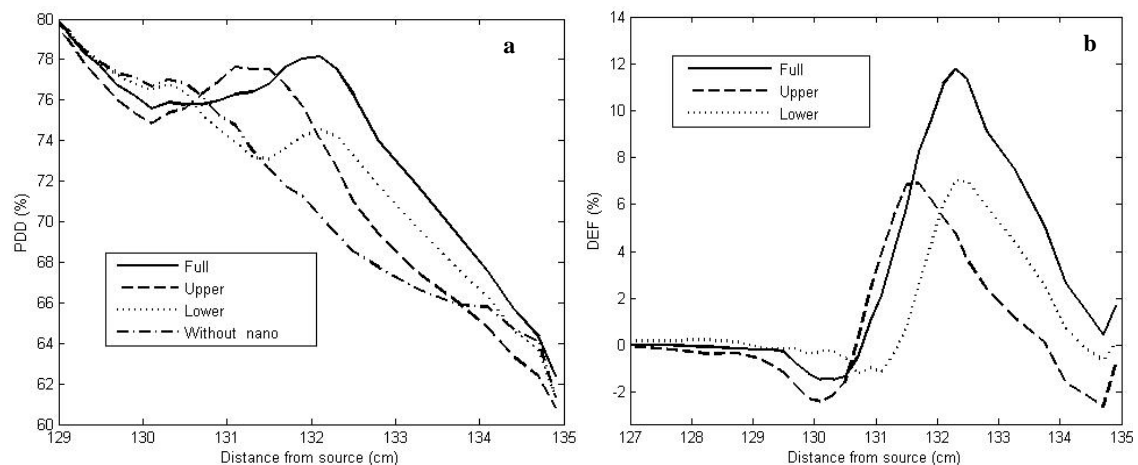 a
80
78
76
74
72
70
68
66
64
62
60
PDD (%)
Full
Upper
Lower
Without nano
129
130
131
132
133
134
135
Distance from source (cm)
b
14
12
10
8
6
4
2
0
-2
DEF (%)
Full
Upper
Lower
127
128
129
130
131
132
133
134
135
Distance from source (cm)